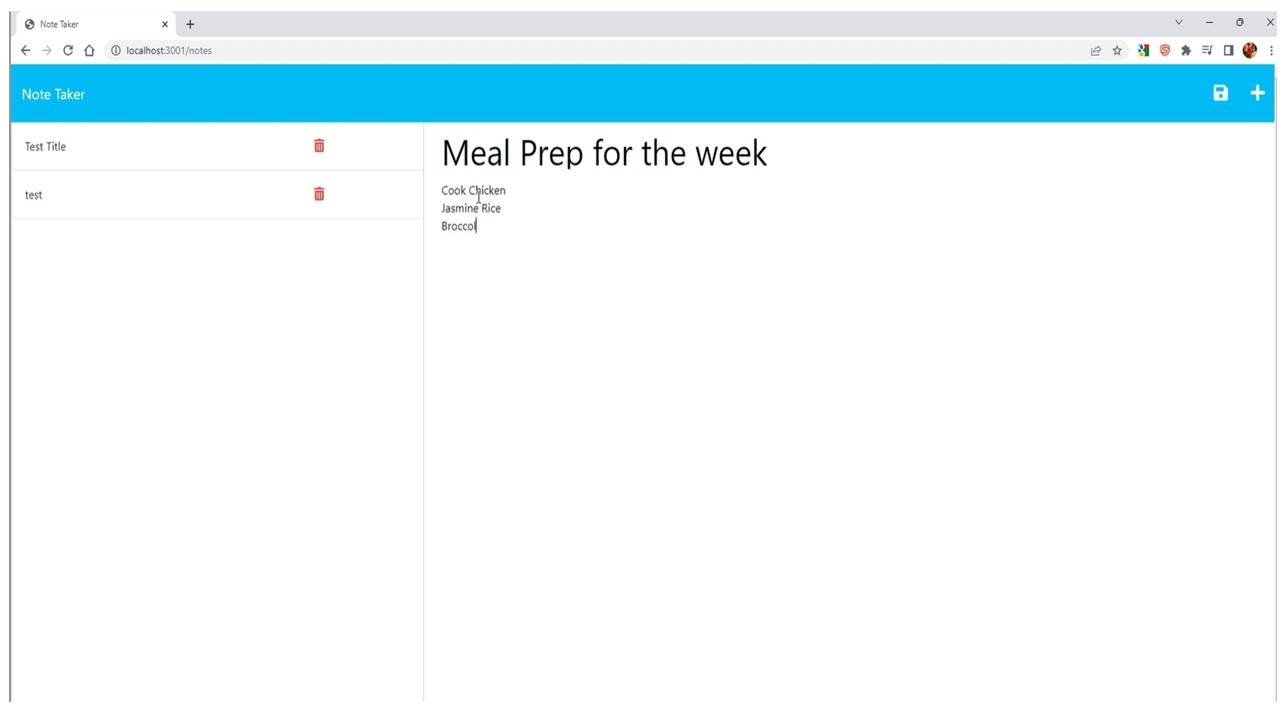 Note Taker
localhost:3001/notes
Note Taker
Test Title
test
Meal Prep for the week
Cook Chicken
Jasmine Rice
Broccol